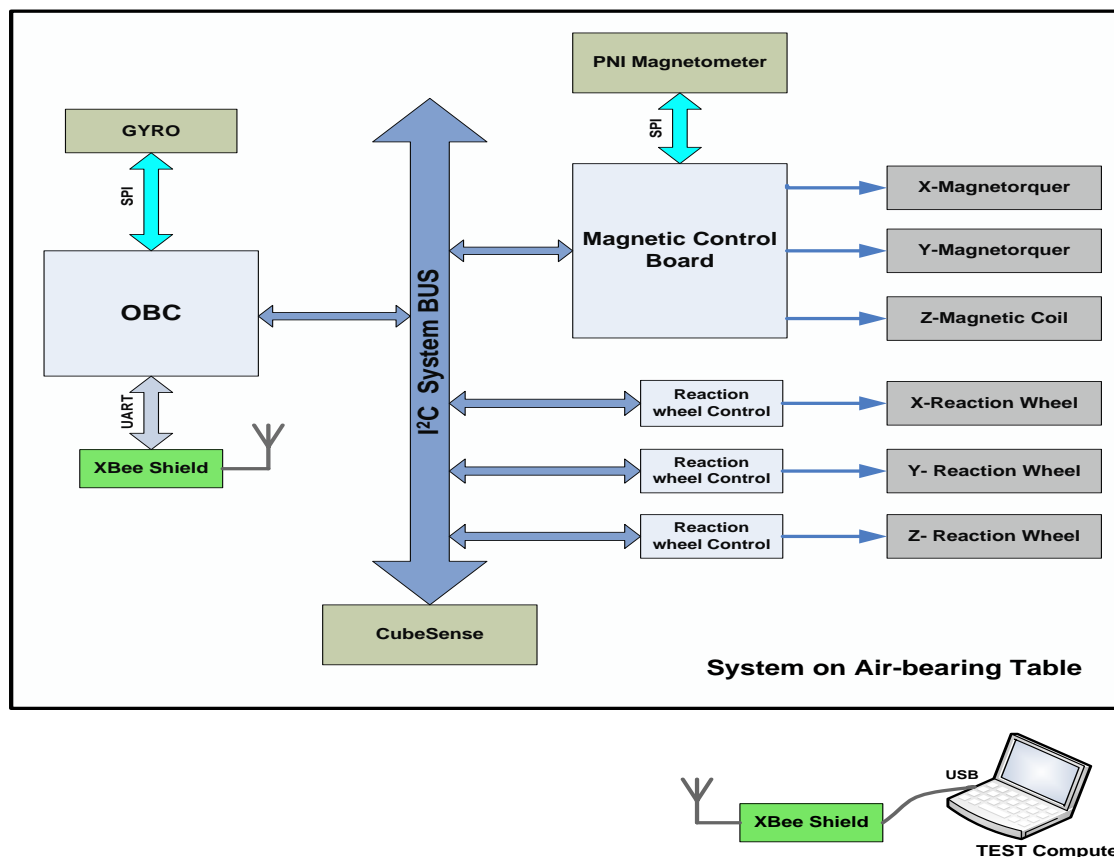 PNI Magnetometer
GYRO
SPI
SPI
X-Magnetorquer
Magnetic Control
Board
Y-Magnetorquer
OBC
I²C System BUS
Z-Magnetic Coil
UART
Reaction
wheel Control
X-Reaction Wheel
XBee Shield
Reaction
wheel Control
Y- Reaction Wheel
Reaction
wheel Control
Z- Reaction Wheel
CubeSense
System on Air-bearing Table
USB
XBee Shield
TEST Compute